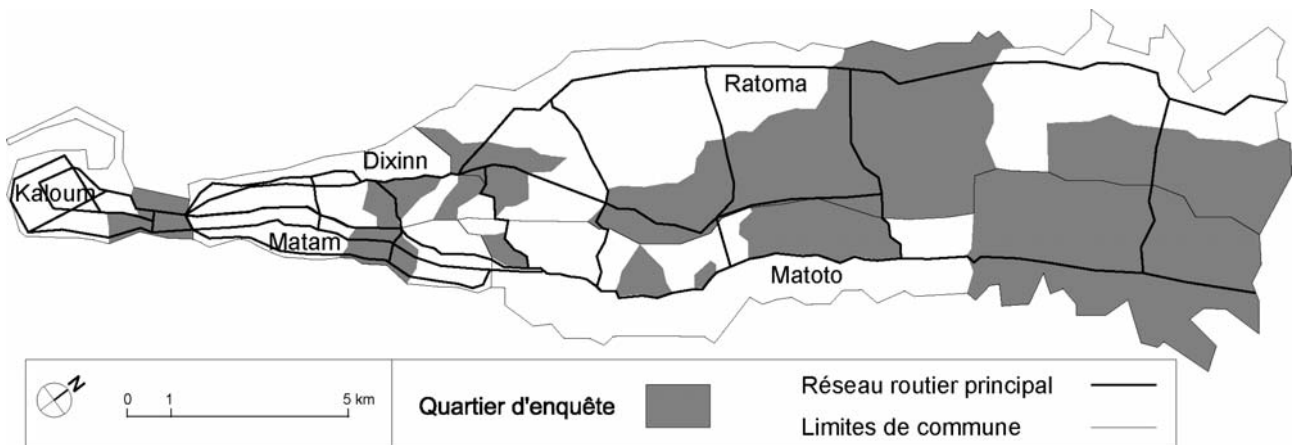 Ratoma
Dixinn
Kaloum
Matam
Matoto
N
0 1 5 km
Quartier d'enquête
Réseau routier principal
Limites de commune